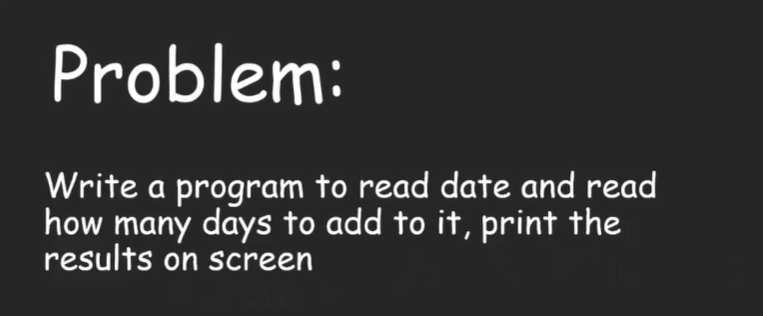 Problem:
Write a program to read date and read
how many days to add to it, print the
results on screen